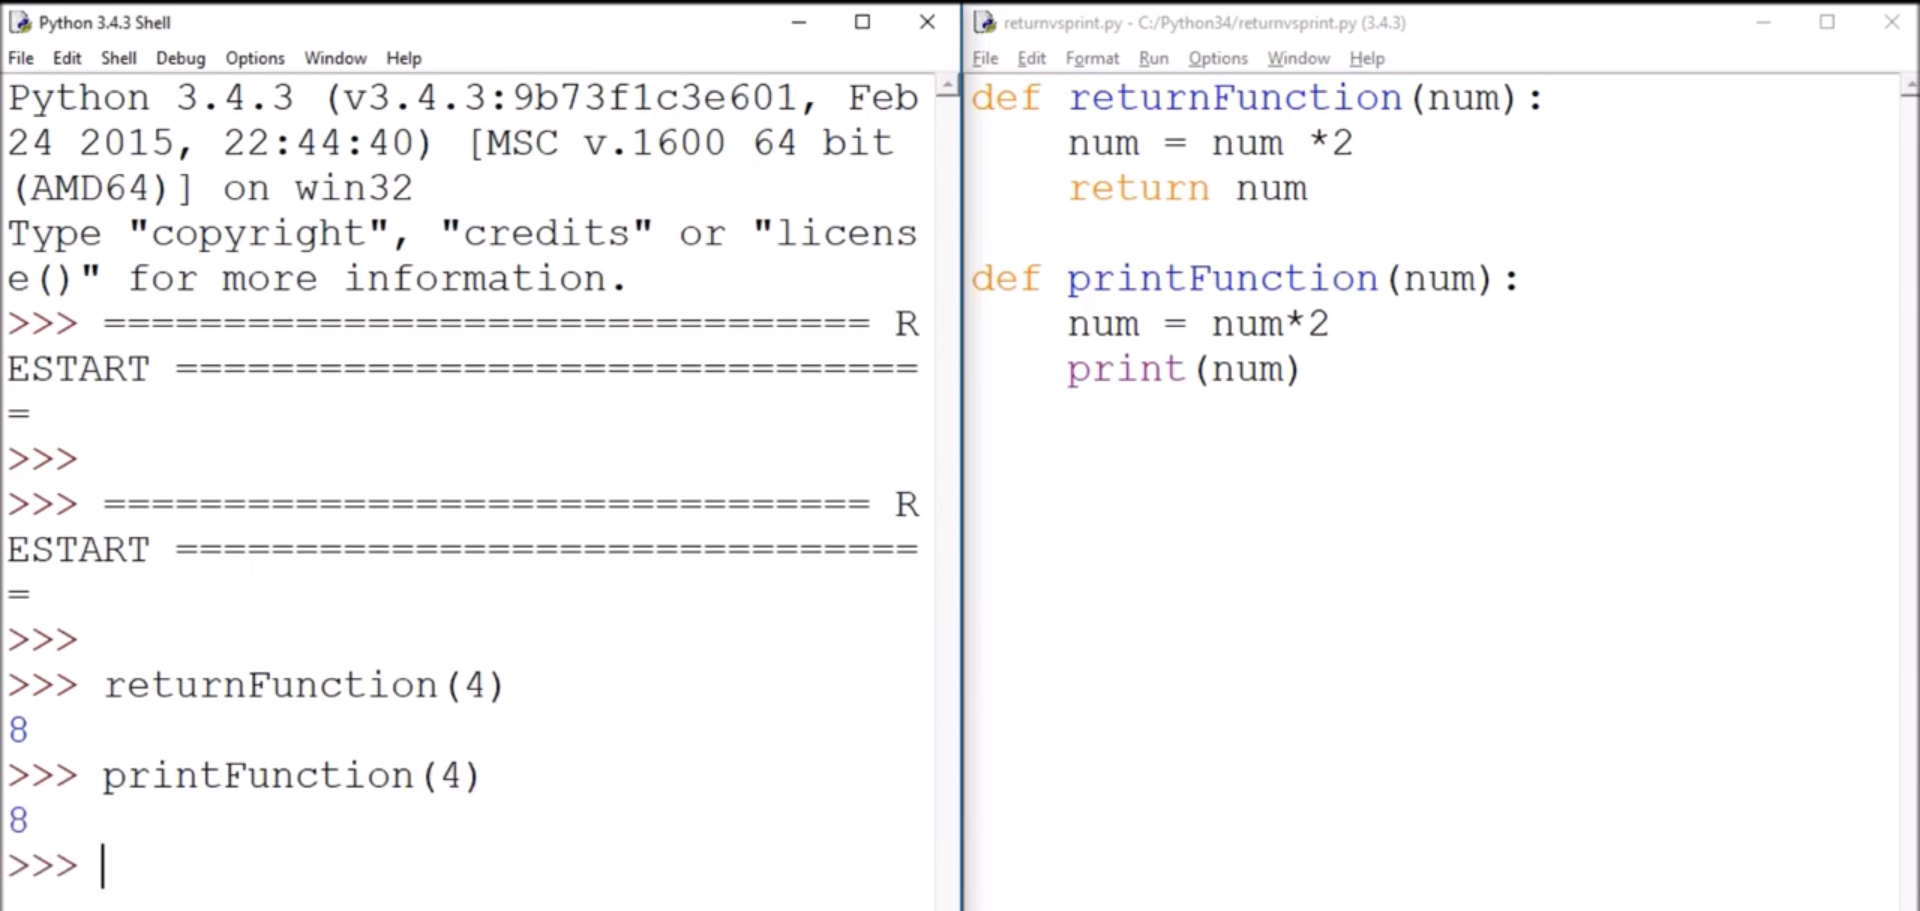 Python 3.4.3 Shell
File Edit Shell Debug Options Window Help
Python 3.4.3 (v3.4.3:9b73f1c3e601, Feb
24 2015, 22:44:40) [MSC v.1600 64 bit
(AMD64)] on win32
Type "copyright", "credits" or "licens
e()" for more information.
>>> ================================ R
ESTART ===============================
=
>>>
>>> ================================ R
ESTART ===============================
=
>>>
>>> returnFunction(4)
8
>>> printFunction(4)
8
>>>
returnvsprint.py - C:/Python34/returnvsprint.py (3.4.3)
File Edit Format Run Options Window Help
def returnFunction(num):
    num = num *2
    return num

def printFunction(num):
    num = num*2
    print(num)